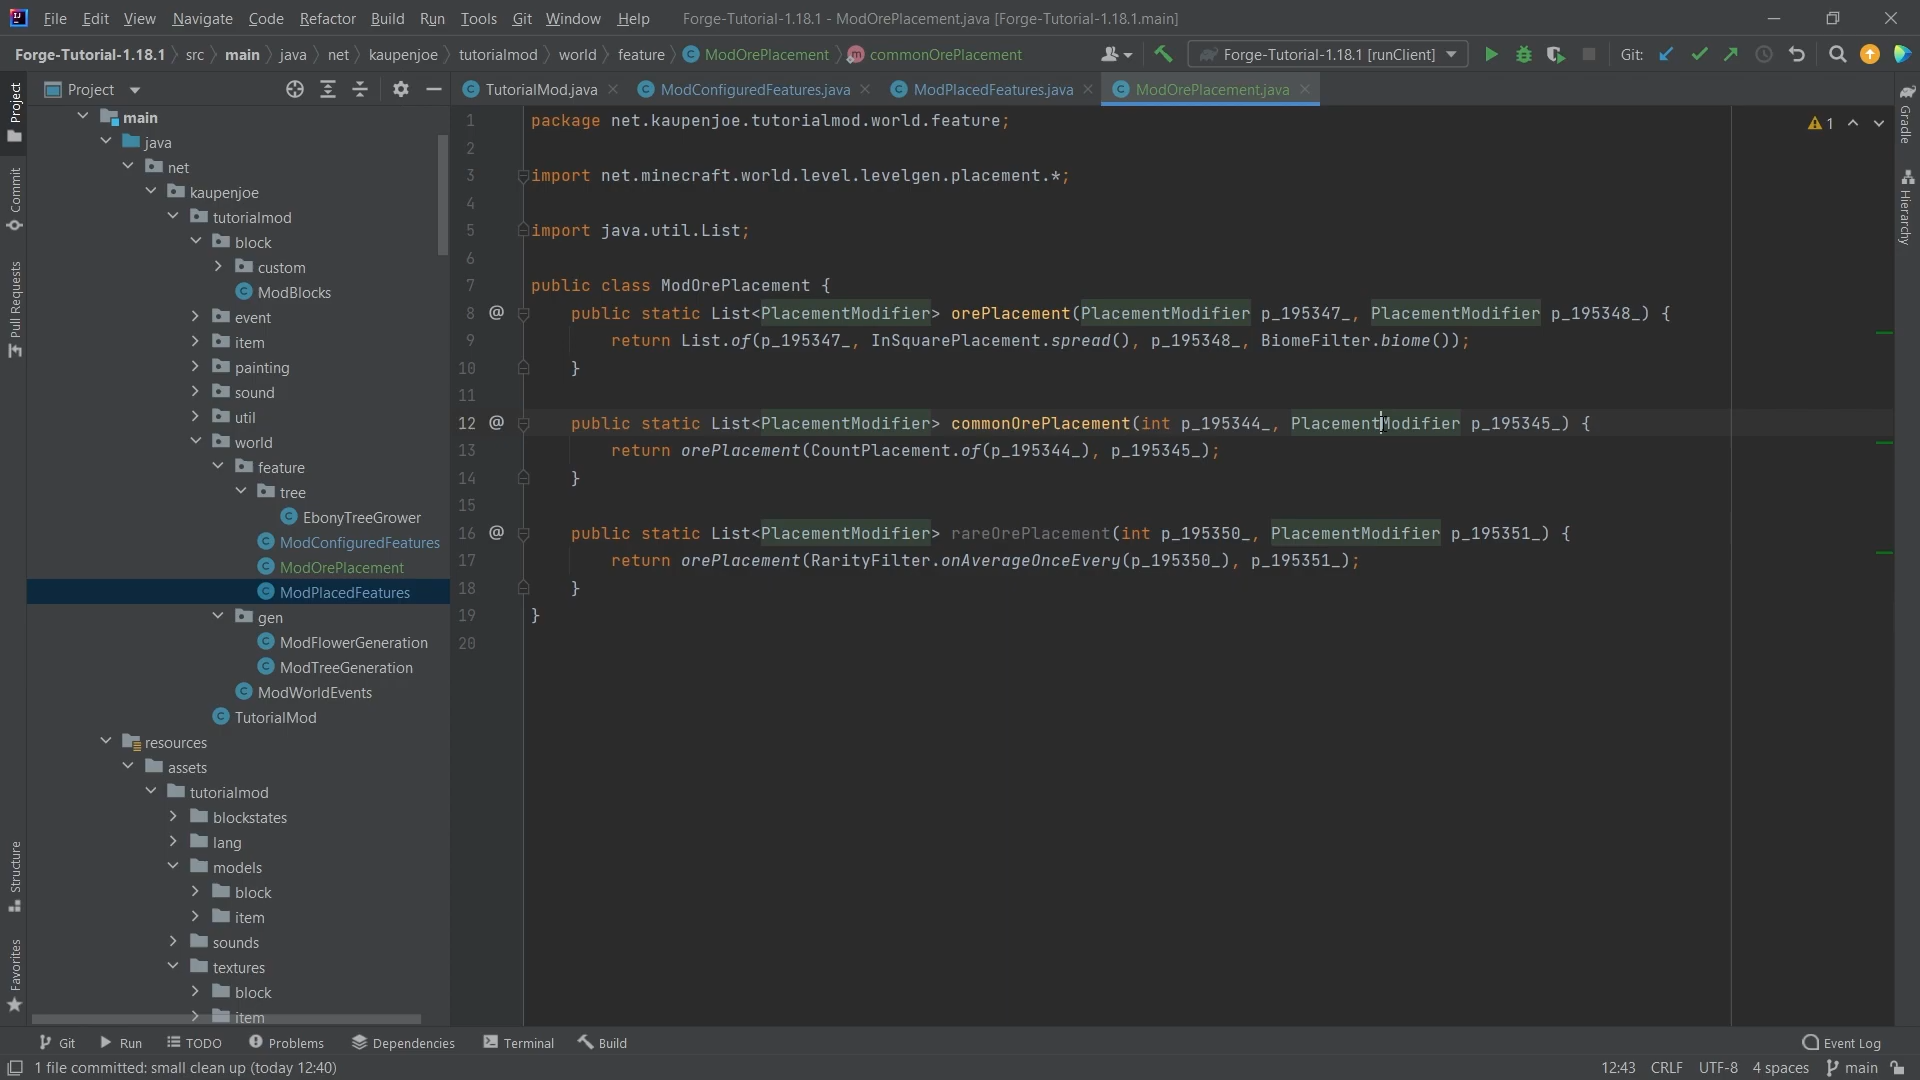 File Edit View Navigate Code Refactor Build Run Tools Git Window Help Forge-Tutorial-1.18.1 - ModOrePlacement.java [Forge-Tutorial-1.18.1.main]
Forge-Tutorial-1.18.1 src main java net kaupenjoe tutorialmod world feature ModOrePlacement commonOrePlacement Forge-Tutorial-1.18.1 [runClient] Git:
Project
TutorialMod.java ModConfiguredFeatures.java ModPlacedFeatures.java ModOrePlacement.java
Project
Commit
Pull Requests
Structure
Favorites
main
java
net
kaupenjoe
tutorialmod
block
custom
ModBlocks
event
item
painting
sound
util
world
feature
tree
EbonyTreeGrower
ModConfiguredFeatures
ModOrePlacement
ModPlacedFeatures
gen
ModFlowerGeneration
ModTreeGeneration
ModWorldEvents
TutorialMod
resources
assets
tutorialmod
blockstates
lang
models
block
item
sounds
textures
block
item
1 package net.kaupenjoe.tutorialmod.world.feature;
2
3 import net.minecraft.world.level.levelgen.placement.*;
4
5 import java.util.List;
6
7 public class ModOrePlacement {
8 @ public static List<PlacementModifier> orePlacement(PlacementModifier p_195347_, PlacementModifier p_195348_) {
9 return List.of(p_195347_, InSquarePlacement.spread(), p_195348_, BiomeFilter.biome());
10 }
11
12 @ public static List<PlacementModifier> commonOrePlacement(int p_195344_, PlacementModifier p_195345_) {
13 return orePlacement(CountPlacement.of(p_195344_), p_195345_);
14 }
15
16 @ public static List<PlacementModifier> rareOrePlacement(int p_195350_, PlacementModifier p_195351_) {
17 return orePlacement(RarityFilter.onAverageOnceEvery(p_195350_), p_195351_);
18 }
19 }
20
1
Gradle
Hierarchy
Git Run TODO Problems Dependencies Terminal Build Event Log
1 file committed: small clean up (today 12:40) 12:43 CRLF UTF-8 4 spaces main